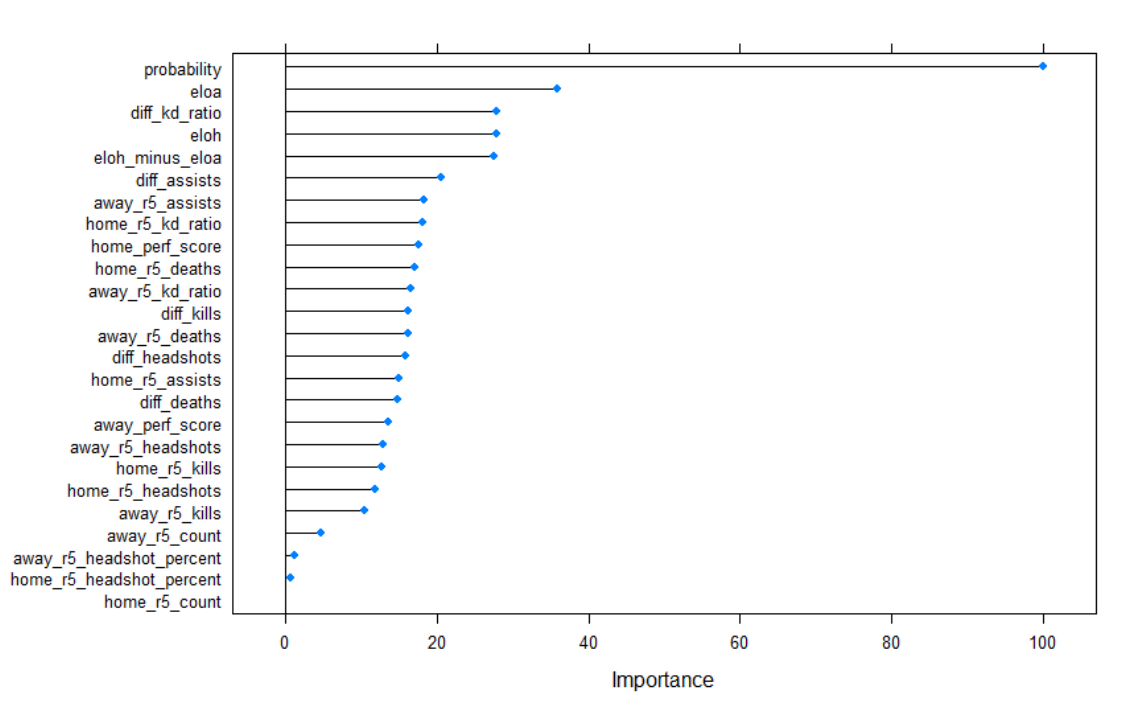 probability
eloa
diff_kd_ratio
eloh
eloh_minus_eloa
diff_assists
away_r5_assists
home_r5_kd_ratio
home_perf_score
home_r5_deaths
away_r5_kd_ratio
diff_kills
away_r5_deaths
diff_headshots
home_r5_assists
diff_deaths
away_perf_score
away_r5_headshots
home_r5_kills
home_r5_headshots
away_r5_kills
away_r5_count
away_r5_headshot_percent
home_r5_headshot_percent
home_r5_count
0 20 40 60 80 100
Importance